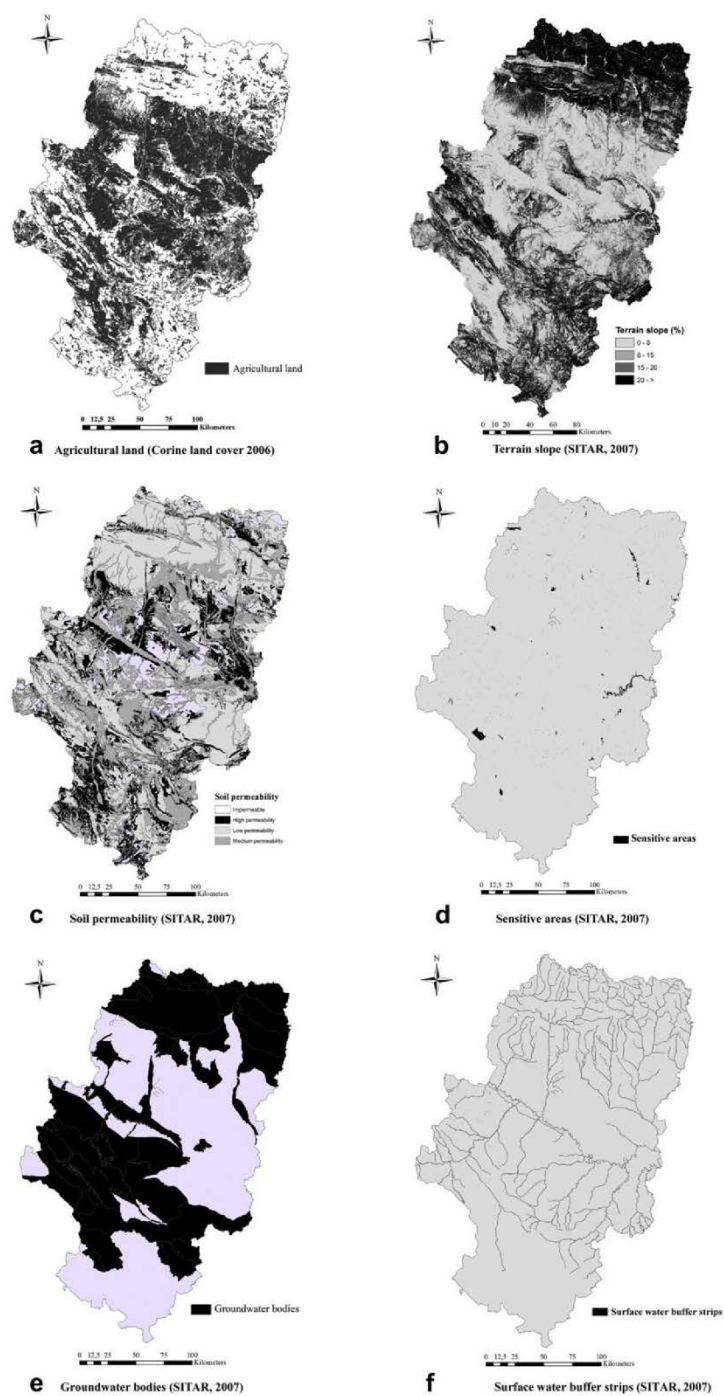 N
Agricultural land
0 12,5 25 50 75 100
Kilometers
a Agricultural land (Corine land cover 2006)
N
Terrain slope (%)
0 - 8
8 - 15
15 - 20
20 - >
0 10 20 40 60 80
Kilometers
b Terrain slope (SITAR, 2007)
N
Soil permeability
Impermeable
High permeability
Low permeability
Medium permeability
0 12,5 25 50 75 100
Kilometers
c Soil permeability (SITAR, 2007)
N
Sensitive areas
0 12,5 25 50 75 100
Kilometers
d Sensitive areas (SITAR, 2007)
N
Groundwater bodies
0 12,5 25 50 75 100
Kilometers
e Groundwater bodies (SITAR, 2007)
N
Surface water buffer strips
0 12,5 25 50 75 100
Kilometers
f Surface water buffer strips (SITAR, 2007)